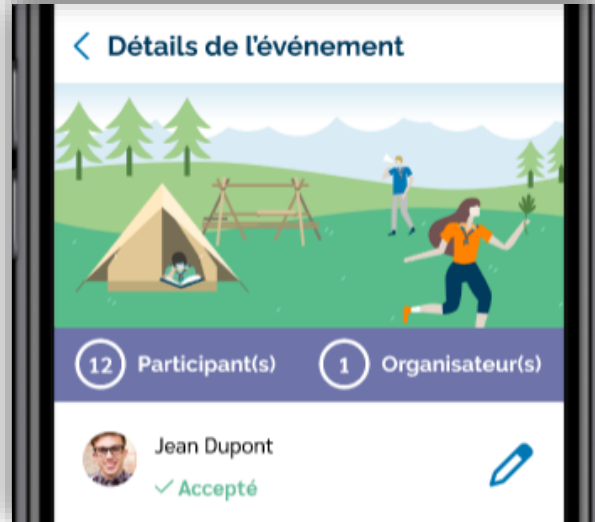 Détails de l'événement
12 Participant(s) 1 Organisateur(s)
Jean Dupont
Accepté